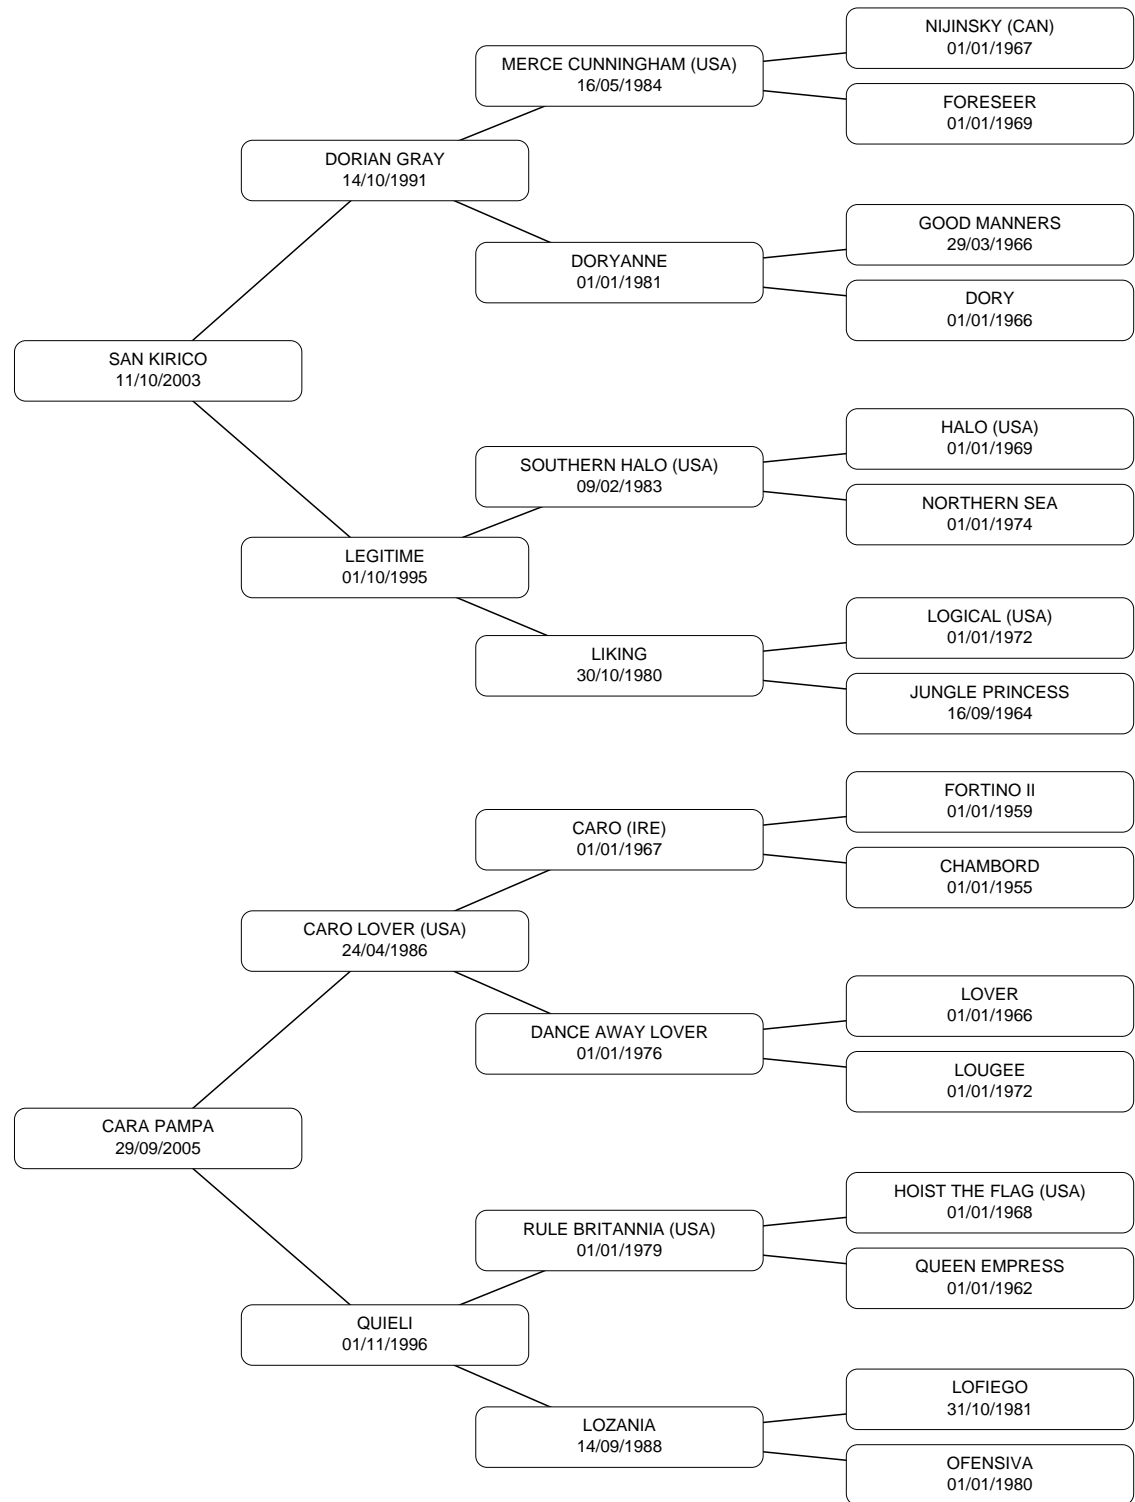 NIJINSKY (CAN)
01/01/1967
MERCE CUNNINGHAM (USA)
16/05/1984
FORESEER
01/01/1969
DORIAN GRAY
14/10/1991
GOOD MANNERS
29/03/1966
DORYANNE
01/01/1981
DORY
01/01/1966
SAN KIRICO
11/10/2003
HALO (USA)
01/01/1969
SOUTHERN HALO (USA)
09/02/1983
NORTHERN SEA
01/01/1974
LEGITIME
01/10/1995
LOGICAL (USA)
01/01/1972
LIKING
30/10/1980
JUNGLE PRINCESS
16/09/1964
FORTINO II
01/01/1959
CARO (IRE)
01/01/1967
CHAMBORD
01/01/1955
CARO LOVER (USA)
24/04/1986
LOVER
01/01/1966
DANCE AWAY LOVER
01/01/1976
LOUGEE
01/01/1972
CARA PAMPA
29/09/2005
HOIST THE FLAG (USA)
01/01/1968
RULE BRITANNIA (USA)
01/01/1979
QUEEN EMPRESS
01/01/1962
QUIELI
01/11/1996
LOFIEGO
31/10/1981
LOZANIA
14/09/1988
OFENSIVA
01/01/1980